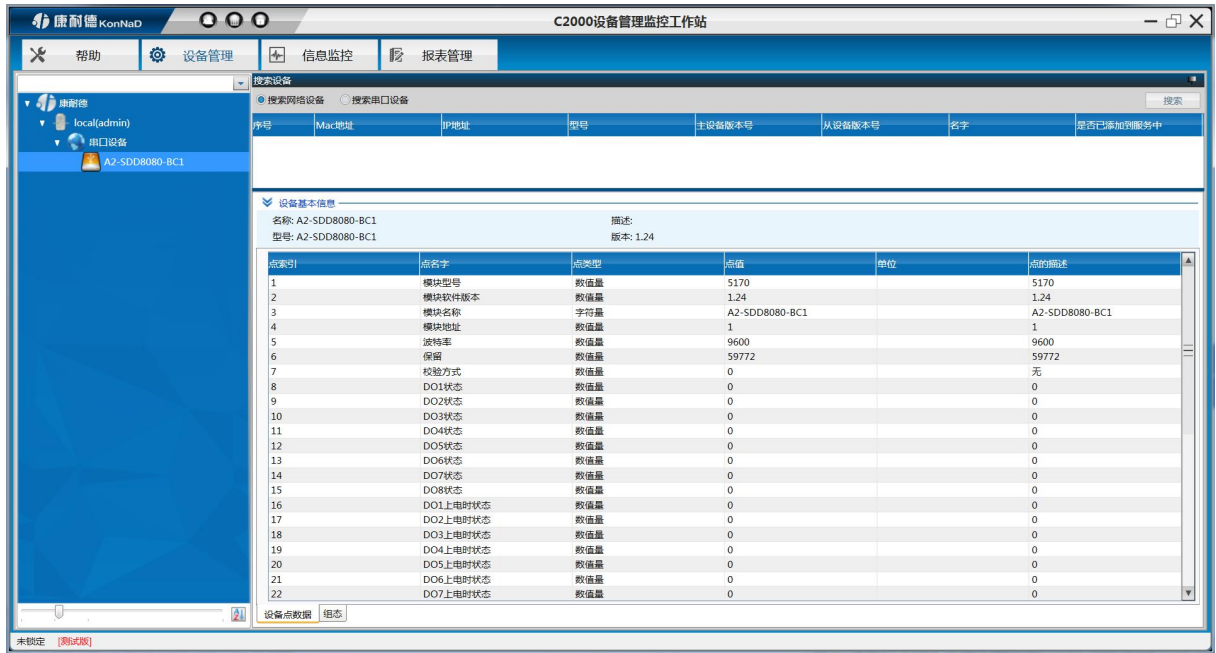 康耐德 KonNaD C2000设备管理监控工作站
帮助 设备管理 信息监控 报表管理
搜索设备
康耐德 搜索网络设备 搜索串口设备 搜索
local(admin) 序号 Mac地址 IP地址 型号 主设备版本号 从设备版本号 名字 是否已添加到服务中
串口设备
A2-SDD8080-BC1
设备基本信息
名称: A2-SDD8080-BC1 描述:
型号: A2-SDD8080-BC1 版本: 1.24
点索引 点名字 点类型 点值 单位 点的描述
1 模块型号 数值量 5170 5170
2 模块软件版本 数值量 1.24 1.24
3 模块名称 字符量 A2-SDD8080-BC1 A2-SDD8080-BC1
4 模块地址 数值量 1 1
5 波特率 数值量 9600 9600
6 保留 数值量 59772 59772
7 校验方式 数值量 0 无
8 DO1状态 数值量 0 0
9 DO2状态 数值量 0 0
10 DO3状态 数值量 0 0
11 DO4状态 数值量 0 0
12 DO5状态 数值量 0 0
13 DO6状态 数值量 0 0
14 DO7状态 数值量 0 0
15 DO8状态 数值量 0 0
16 DO1上电时状态 数值量 0 0
17 DO2上电时状态 数值量 0 0
18 DO3上电时状态 数值量 0 0
19 DO4上电时状态 数值量 0 0
20 DO5上电时状态 数值量 0 0
21 DO6上电时状态 数值量 0 0
22 DO7上电时状态 数值量 0 0
设备点数据 组态
未锁定 [测试版]